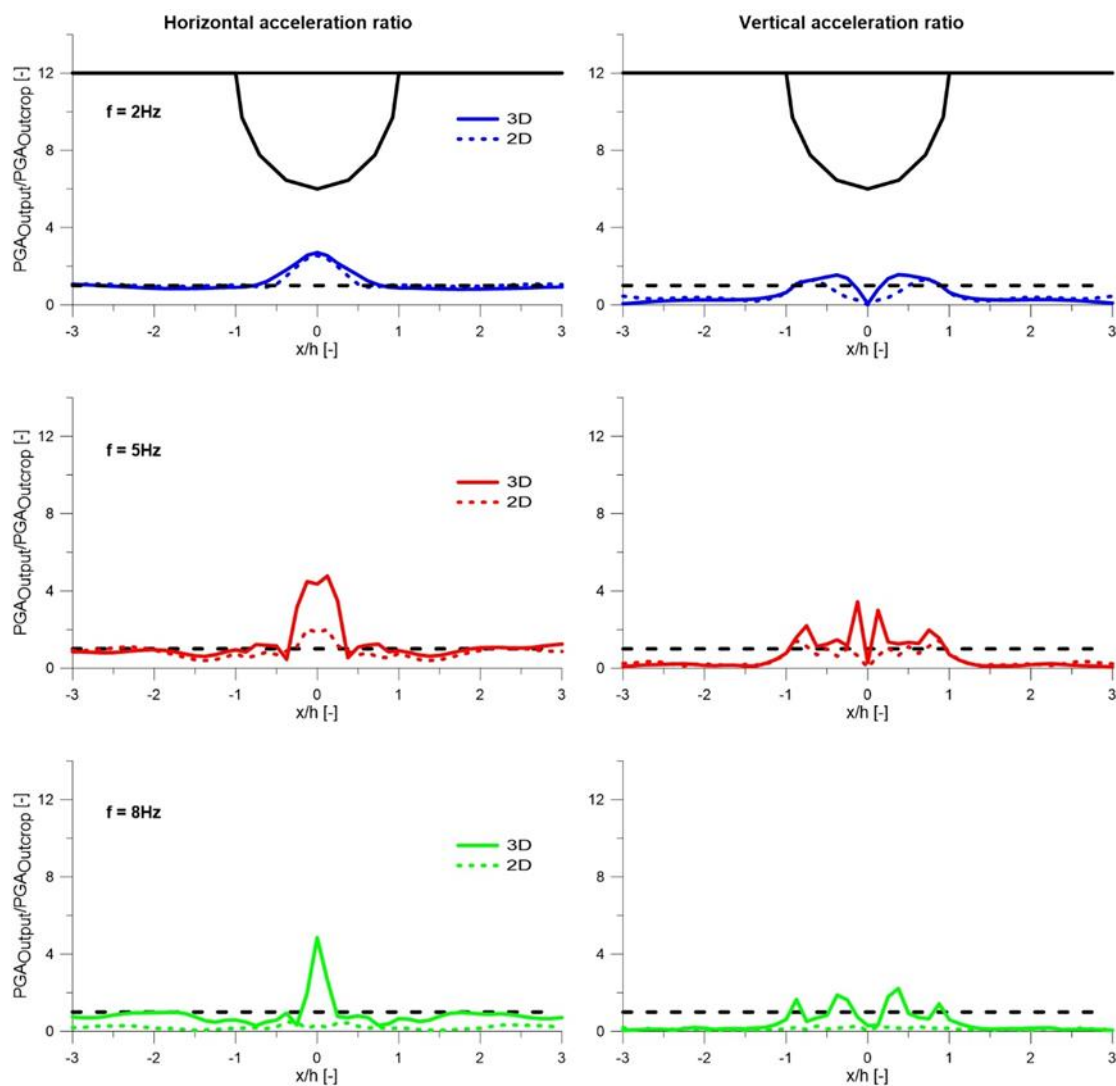 Horizontal acceleration ratio
Vertical acceleration ratio
PGAOutput/PGAOutcrop [-]
12
8
4
0
f = 2Hz
3D
2D
-3 -2 -1 0 1 2 3
x/h [-]
12
8
4
0
3D
2D
-3 -2 -1 0 1 2 3
x/h [-]
PGAOutput/PGAOutcrop [-]
12
8
4
0
f = 5Hz
3D
2D
-3 -2 -1 0 1 2 3
x/h [-]
12
8
4
0
-3 -2 -1 0 1 2 3
x/h [-]
PGAOutput/PGAOutcrop [-]
12
8
4
0
f = 8Hz
3D
2D
-3 -2 -1 0 1 2 3
x/h [-]
12
8
4
0
-3 -2 -1 0 1 2 3
x/h [-]